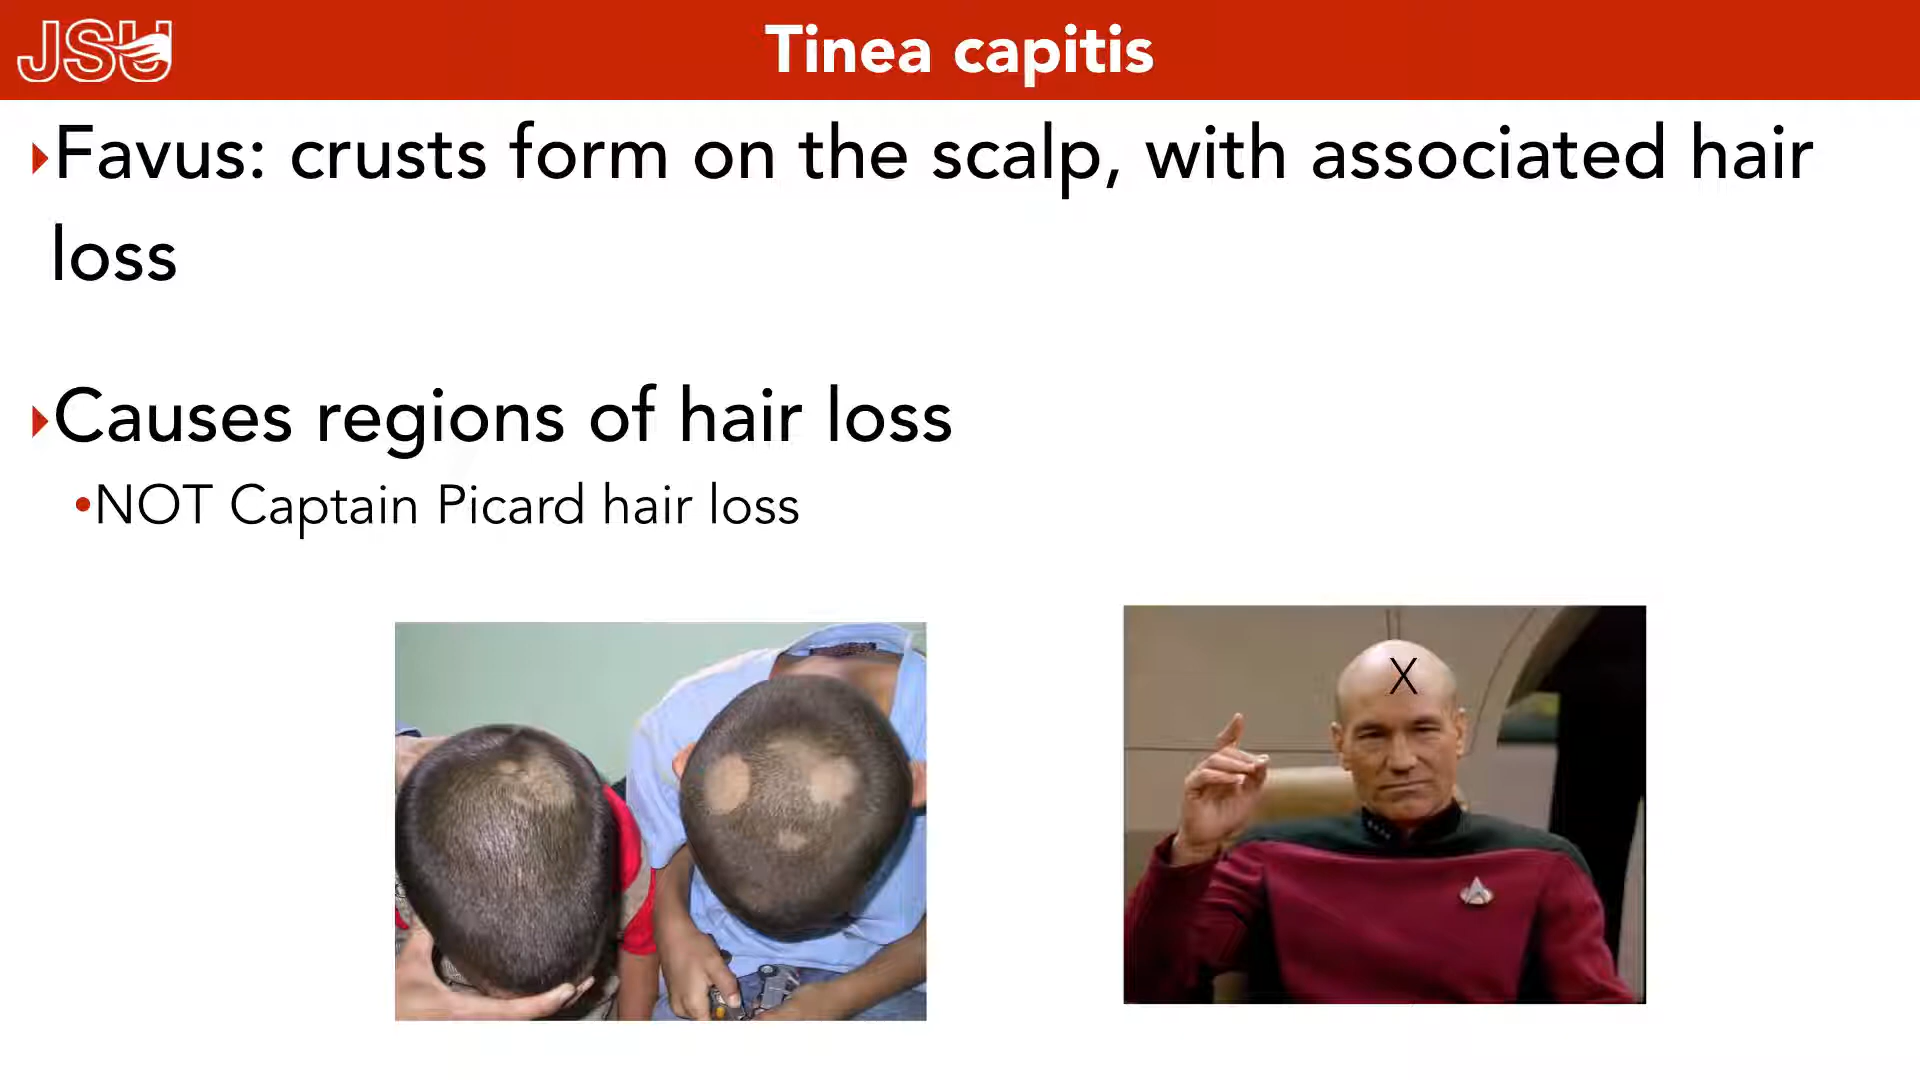 JSU
Tinea capitis
Favus: crusts form on the scalp, with associated hair
loss
Causes regions of hair loss
NOT Captain Picard hair loss
X